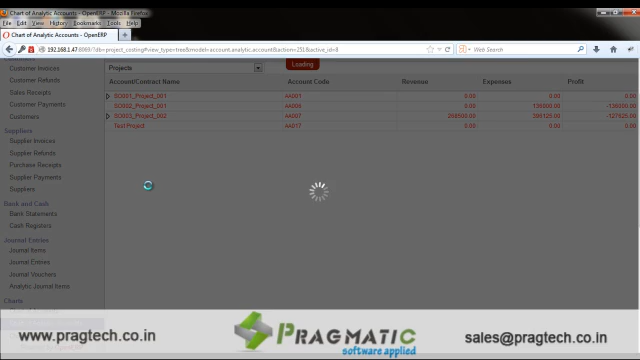 Chart of Analytic Accounts - OpenERP - Mozilla Firefox
File Edit View History Bookmarks Tools Help
Chart of Analytic Accounts - OpenERP
Web Search
Customer Invoices
Customer Refunds
Sales Receipts
Customer Payments
Customers
Suppliers
Supplier Invoices
Supplier Refunds
Purchase Receipts
Supplier Payments
Suppliers
Bank and Cash
Bank Statements
Cash Registers
Journal Entries
Journal Items
Journal Entries
Journal Vouchers
Analytic Journal Items
Charts
Projects
Loading
Account/Contract Name Account Code Revenue Expenses Profit
SO001_Project_001 AA001 0.00 0.00 0.00
SO002_Project_001 AA006 0.00 136000.00 -136000.00
SO003_Project_002 AA007 268500.00 396125.00 -127625.00
Test Project AA017 0.00 0.00 0.00
www.pragtech.co.in
PRAGMATIC
software applied
sales@pragtech.co.in